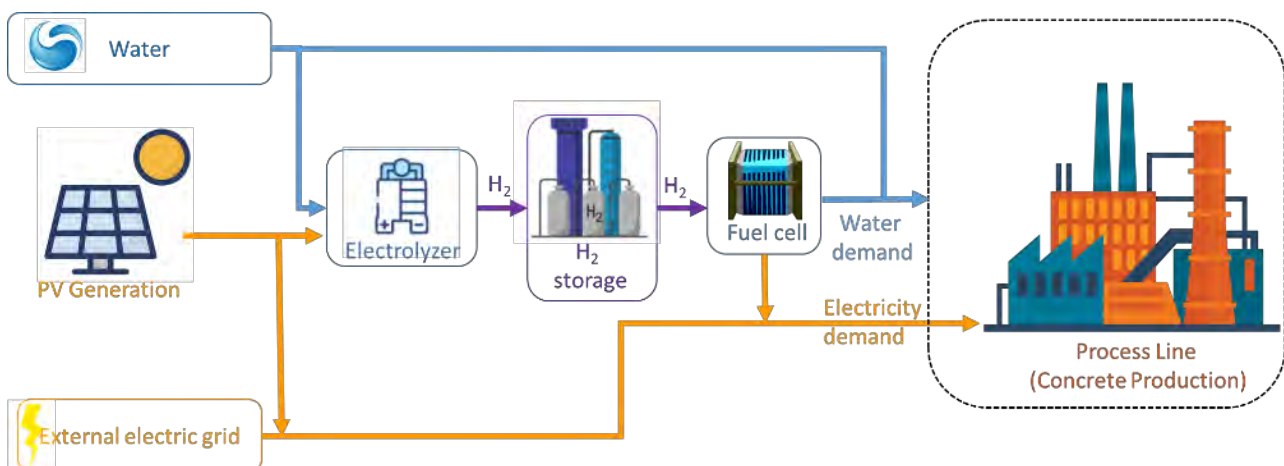 Water
PV Generation
External electric grid
Electrolyzer
H₂
H₂
H₂
storage
H₂
Fuel cell
Water
demand
Electricity
demand
Process Line
(Concrete Production)